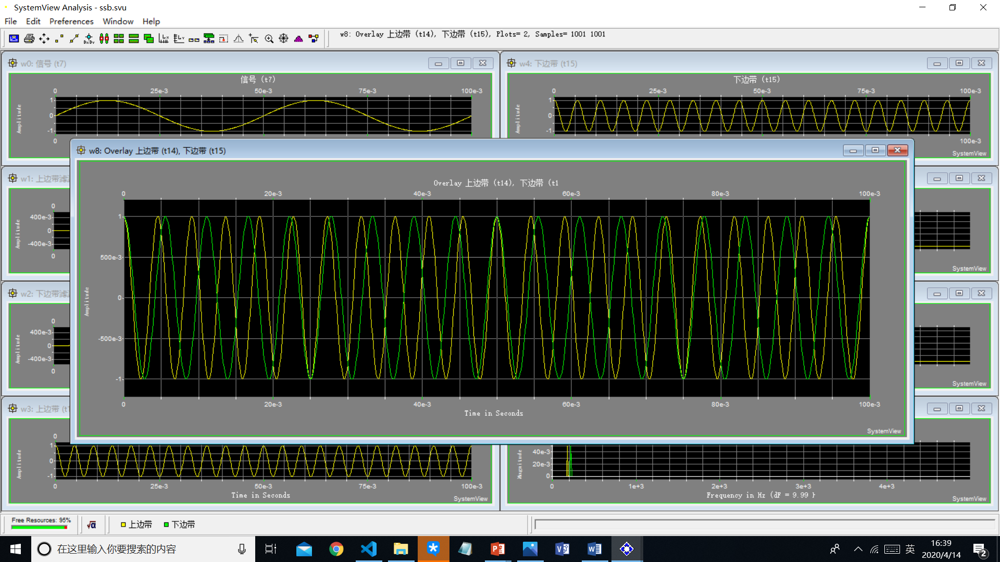 SystemView Analysis - ssb.svu
File Edit Preferences Window Help
w8: Overlay 上边带 (t14), 下边带 (t15), Plots= 2, Samples= 1001 1001
w0: 信号 (t7)
信号 (t7)
0 25e-3 50e-3 75e-3 100e-3
Amplitude
1
0
-1
0
w4: 下边带 (t15)
下边带 (t15)
0 25e-3 50e-3 75e-3 100e-3
Amplitude
1
0
-1
100e-3
SystemView
w8: Overlay 上边带 (t14), 下边带 (t15)
Overlay 上边带 (t14), 下边带 (t1
0 20e-3 40e-3 60e-3 80e-3 100e-3
Amplitude
1
500e-3
0
-500e-3
-1
0 20e-3 40e-3 60e-3 80e-3 100e-3
Time in Seconds
SystemView
w1: 上边带滤
0
Amplitude
400e-3
0
-400e-3
0
SystemView
w2: 下边带滤
0
Amplitude
400e-3
0
-400e-3
0
SystemView
w3: 上边带 (t1
0
Amplitude
1
0
-1
0 25e-3 50e-3 75e-3 100e-3
Time in Seconds
SystemView
Magnitude
40e-3
20e-3
0
0 1e+3 2e+3 3e+3 4e+3
Frequency in Hz (dF = 9.99 H
SystemView
Free Resources: 95%
√α
上边带 下边带
在这里输入你要搜索的内容
英
16:39
2020/4/14
2